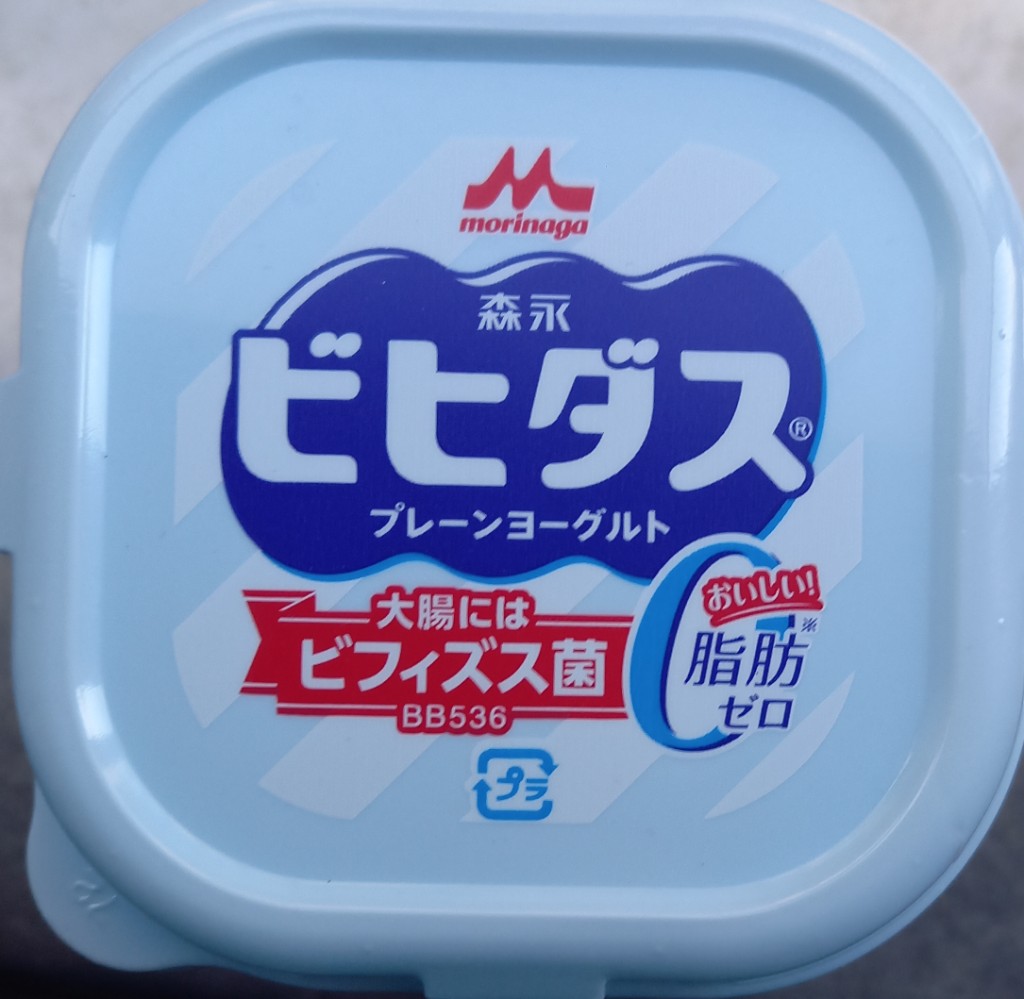 morinaga
森永
ビヒダス®
プレーンヨーグルト
大腸には
ビフィズス菌
BB536
おいしい!
脂肪※
ゼロ
プラ